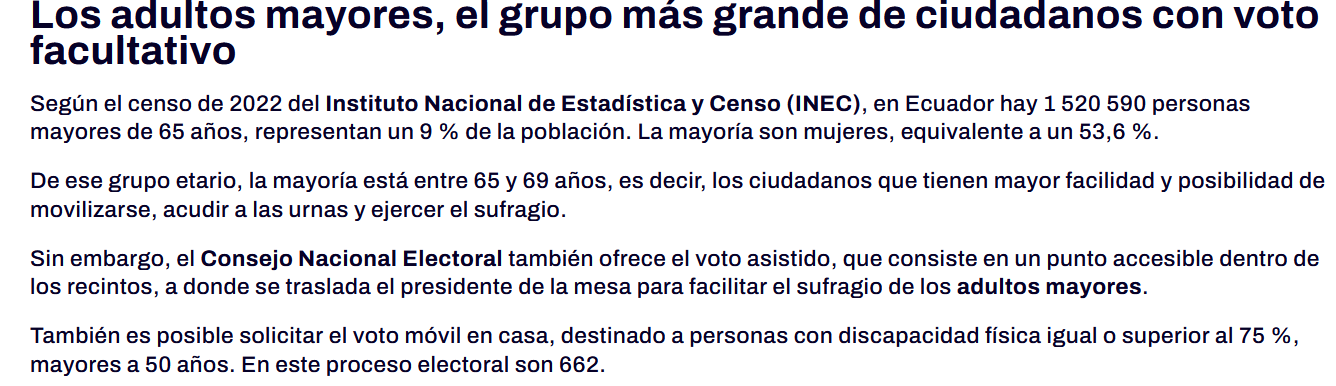 Los adultos mayores, el grupo más grande de ciudadanos con voto
facultativo
Según el censo de 2022 del Instituto Nacional de Estadística y Censo (INEC), en Ecuador hay 1 520 590 personas
mayores de 65 años, representan un 9 % de la población. La mayoría son mujeres, equivalente a un 53,6 %.
De ese grupo etario, la mayoría está entre 65 y 69 años, es decir, los ciudadanos que tienen mayor facilidad y posibilidad de
movilizarse, acudir a las urnas y ejercer el sufragio.
Sin embargo, el Consejo Nacional Electoral también ofrece el voto asistido, que consiste en un punto accesible dentro de
los recintos, a donde se traslada el presidente de la mesa para facilitar el sufragio de los adultos mayores.
También es posible solicitar el voto móvil en casa, destinado a personas con discapacidad física igual o superior al 75 %,
mayores a 50 años. En este proceso electoral son 662.